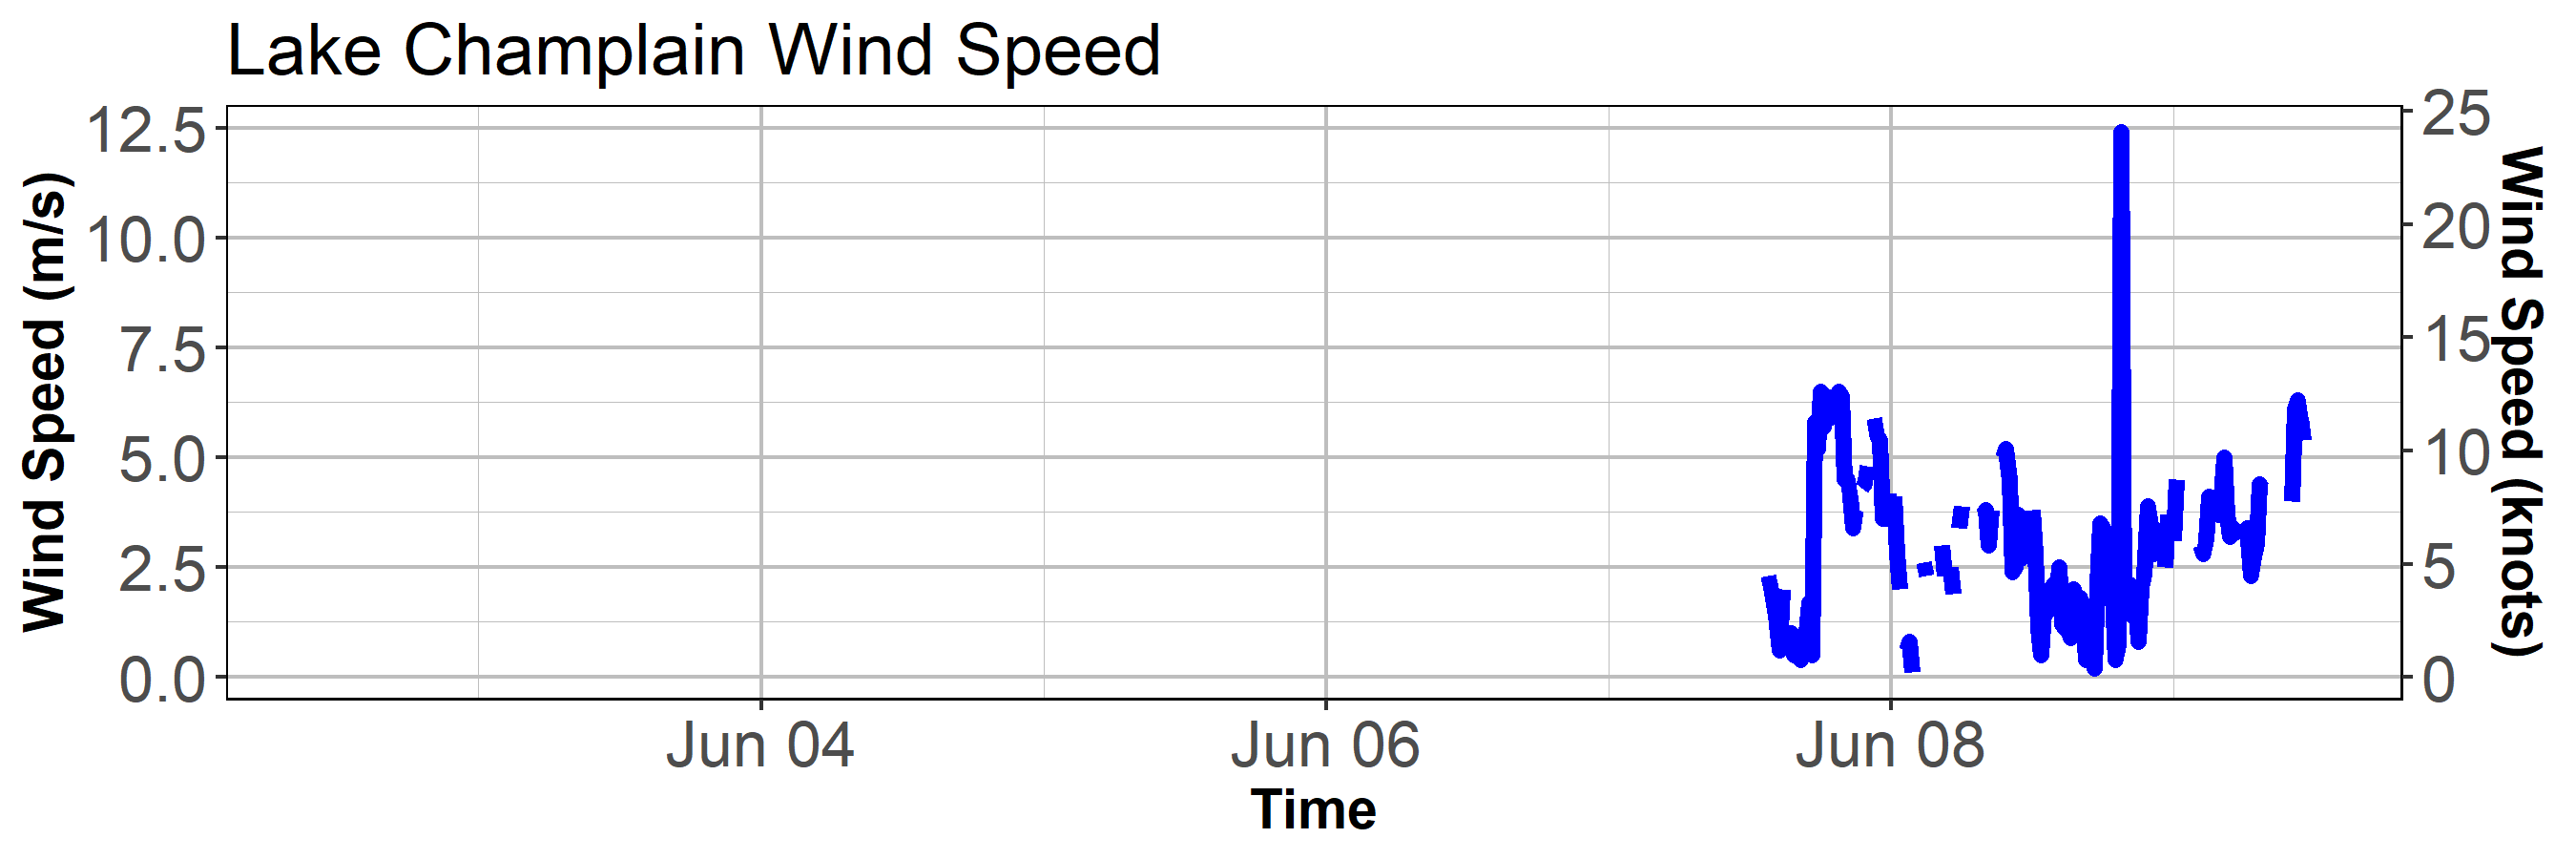 Lake Champlain Wind Speed
Wind Speed (m/s)
12.5
10.0
7.5
5.0
2.5
0.0
25
20
15
10
5
0
Wind Speed (knots)
Jun 04 Jun 06 Jun 08
Time